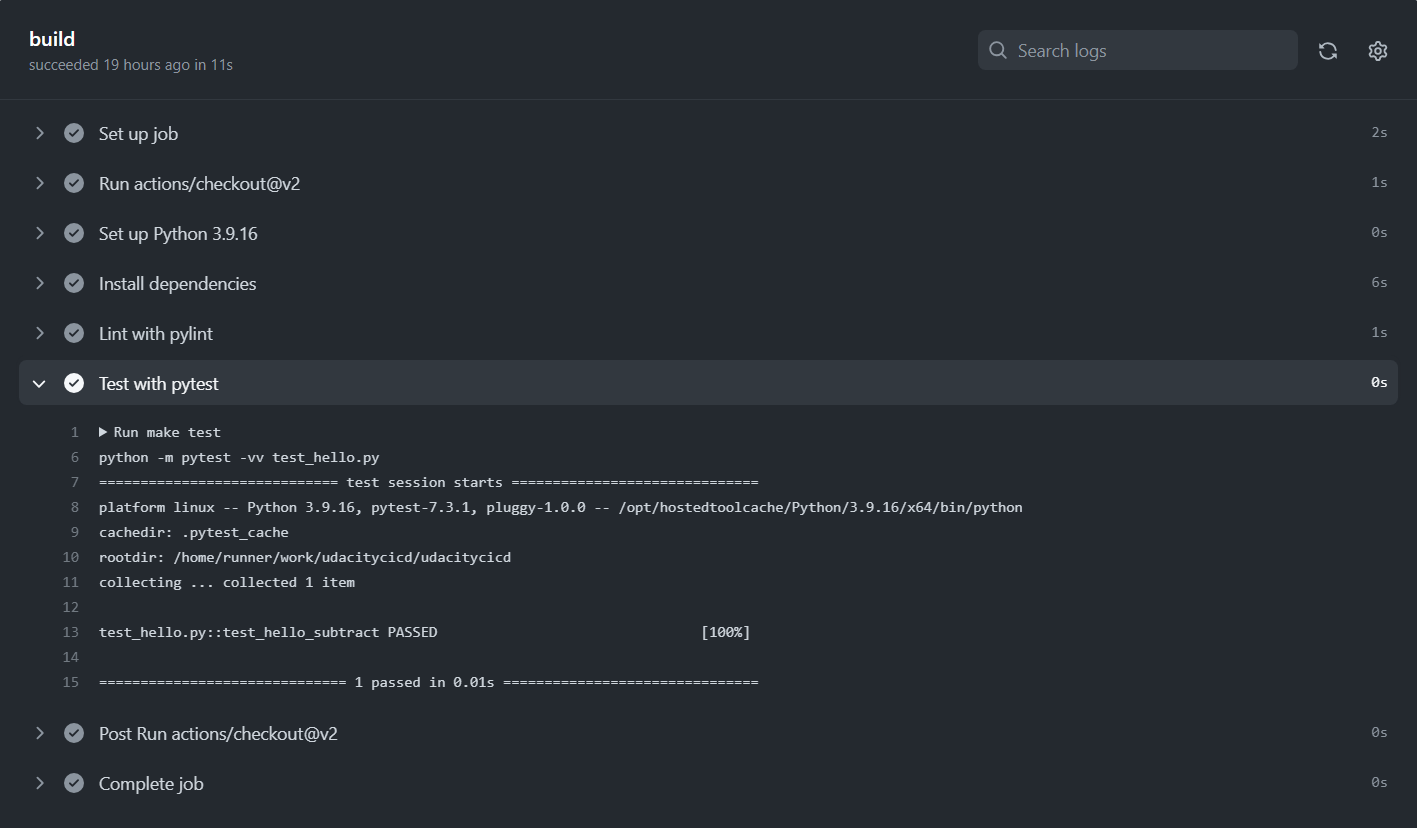 build
succeeded 19 hours ago in 11s
Search logs
Set up job 2s
Run actions/checkout@v2 1s
Set up Python 3.9.16 0s
Install dependencies 6s
Lint with pylint 1s
Test with pytest 0s
1 Run make test
6 python -m pytest -vv test_hello.py
7 ============================= test session starts ==============================
8 platform linux -- Python 3.9.16, pytest-7.3.1, pluggy-1.0.0 -- /opt/hostedtoolcache/Python/3.9.16/x64/bin/python
9 cachedir: .pytest_cache
10 rootdir: /home/runner/work/udacitycicd/udacitycicd
11 collecting ... collected 1 item
12
13 test_hello.py::test_hello_subtract PASSED [100%]
14
15 ============================== 1 passed in 0.01s ===============================
Post Run actions/checkout@v2 0s
Complete job 0s